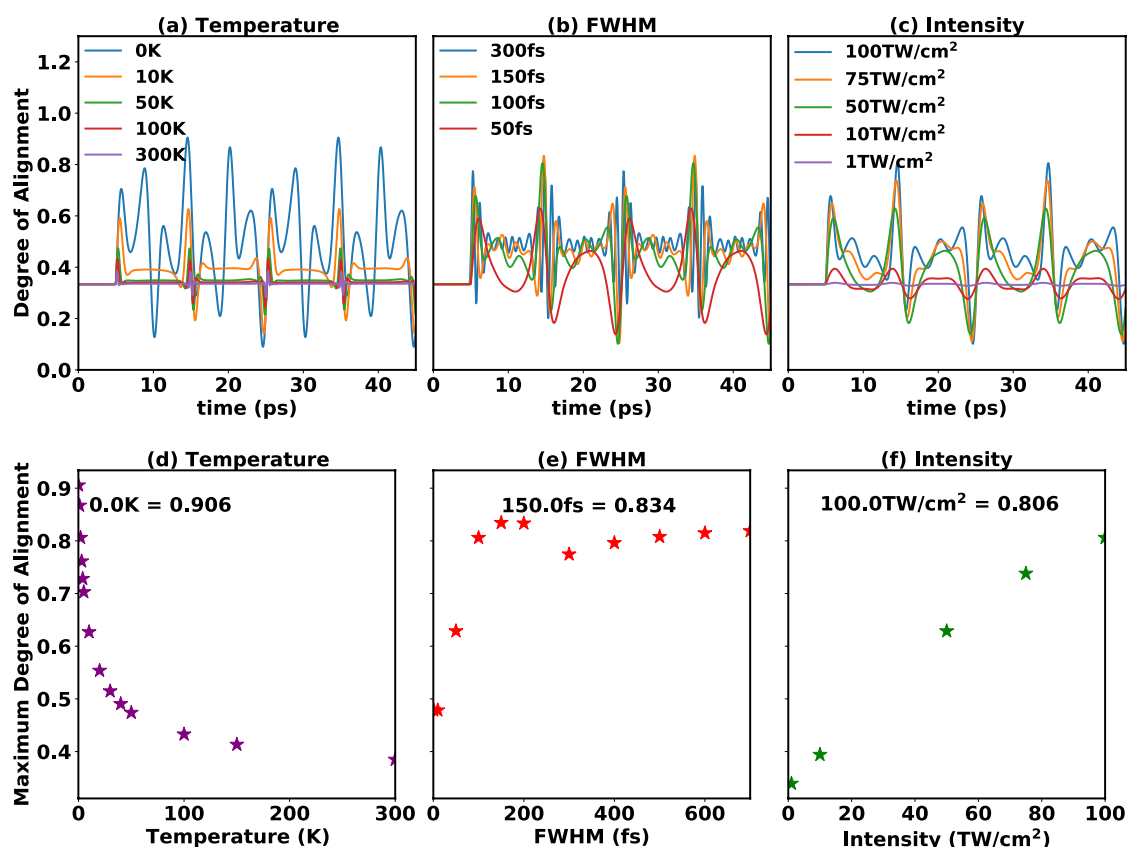 (a) Temperature
(b) FWHM
(c) Intensity
Degree of Alignment
1.2
1.0
0.8
0.6
0.4
0.2
0.0
0K
10K
50K
100K
300K
300fs
150fs
100fs
50fs
100TW/cm²
75TW/cm²
50TW/cm²
10TW/cm²
1TW/cm²
0 10 20 30 40
0 10 20 30 40
0 10 20 30 40
time (ps)
time (ps)
time (ps)
(d) Temperature
(e) FWHM
(f) Intensity
Maximum Degree of Alignment
0.9
0.8
0.7
0.6
0.5
0.4
0.0K = 0.906
150.0fs = 0.834
100.0TW/cm² = 0.806
0 100 200 300
0 200 400 600
0 20 40 60 80 100
Temperature (K)
FWHM (fs)
Intensity (TW/cm²)